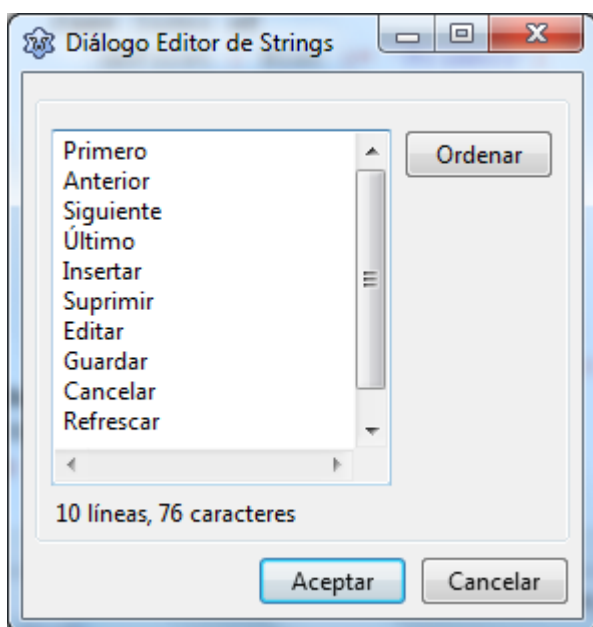 Diálogo Editor de Strings
Primero
Anterior
Siguiente
Último
Insertar
Suprimir
Editar
Guardar
Cancelar
Refrescar
Ordenar
10 líneas, 76 caracteres
Aceptar
Cancelar